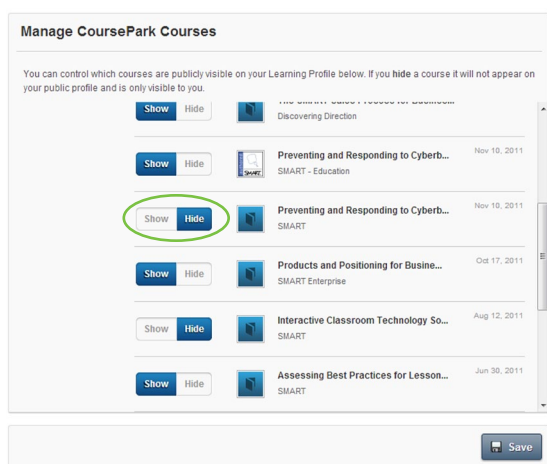 Manage CoursePark Courses
You can control which courses are publicly visible on your Learning Profile below. If you hide a course it will not appear on
your public profile and is only visible to you.
Show Hide
Discovering Direction
Show Hide SMART Preventing and Responding to Cyberb... Nov 10, 2011
SMART - Education
Show Hide Preventing and Responding to Cyberb... Nov 10, 2011
SMART
Show Hide Products and Positioning for Busine... Oct 17, 2011
SMART Enterprise
Show Hide Interactive Classroom Technology So... Aug 12, 2011
SMART
Show Hide Assessing Best Practices for Lesson... Jun 30, 2011
SMART
Save